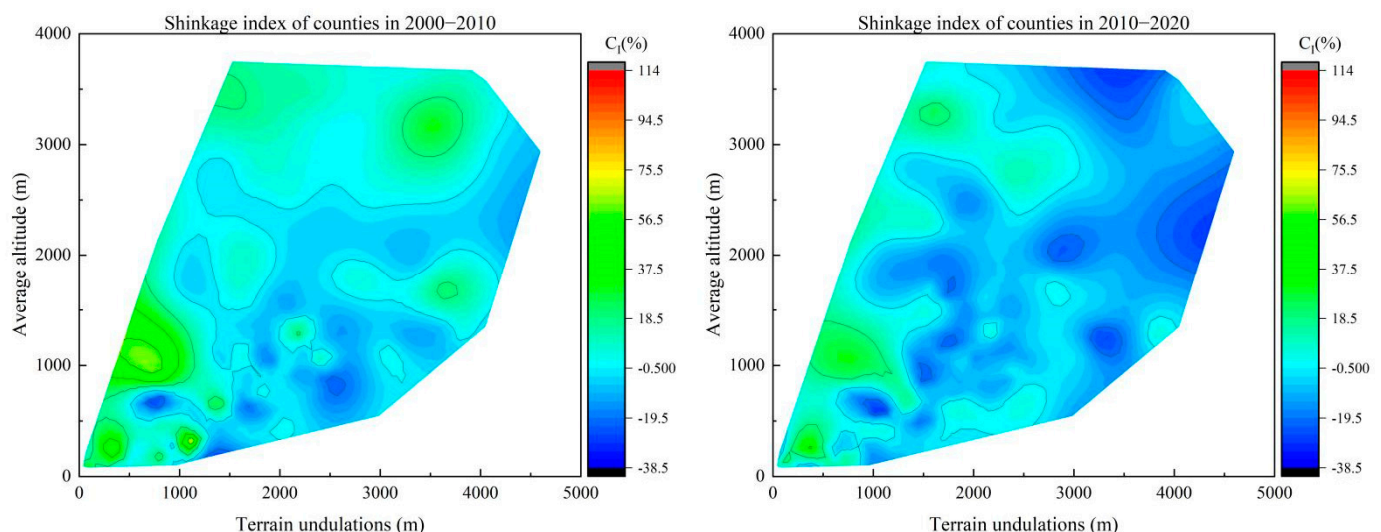 Shinkage index of counties in 2000−2010
4000
3000
2000
1000
0
Average altitude (m)
0 1000 2000 3000 4000 5000
Terrain undulations (m)
C_I(%)
114
94.5
75.5
56.5
37.5
18.5
-0.500
-19.5
-38.5
Shinkage index of counties in 2010−2020
4000
3000
2000
1000
0
Average altitude (m)
0 1000 2000 3000 4000 5000
Terrain undulations (m)
C_I(%)
114
94.5
75.5
56.5
37.5
18.5
-0.500
-19.5
-38.5